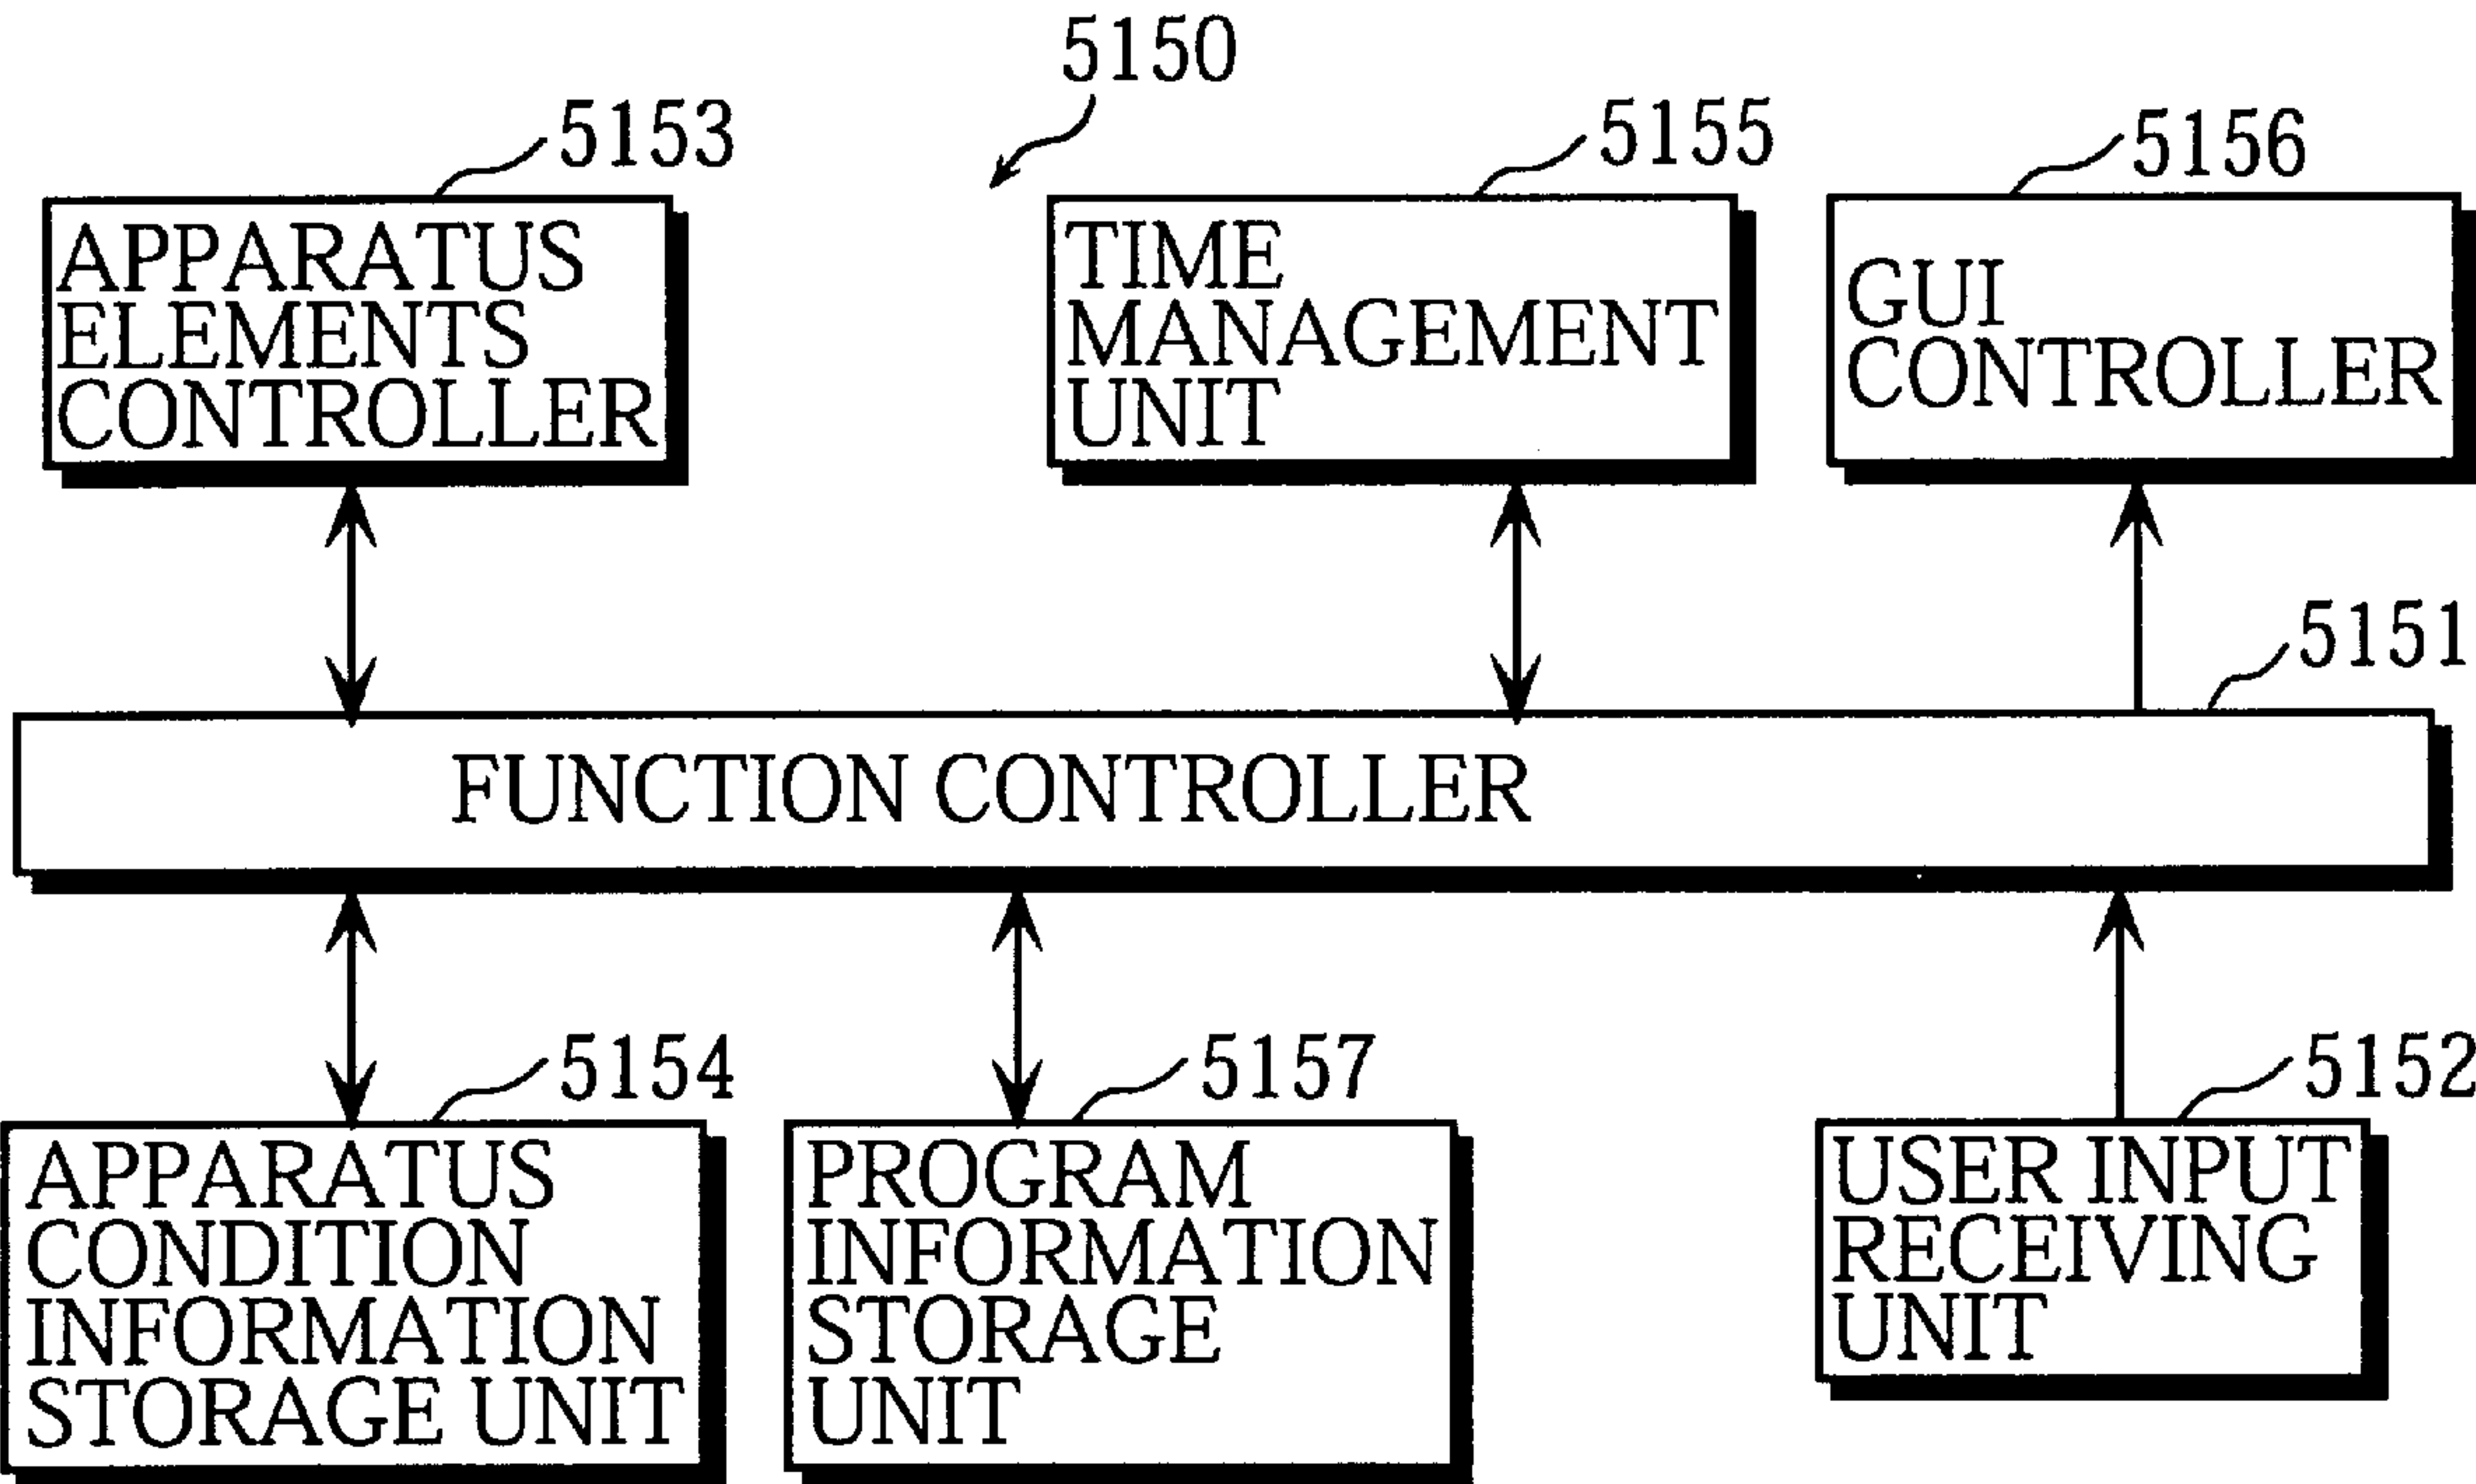 5150
5153
5155
5156
APPARATUS
ELEMENTS
CONTROLLER
TIME
MANAGEMENT
UNIT
GUI
CONTROLLER
5151
FUNCTION CONTROLLER
5154
5157
5152
APPARATUS
CONDITION
INFORMATION
STORAGE UNIT
PROGRAM
INFORMATION
STORAGE
UNIT
USER INPUT
RECEIVING
UNIT